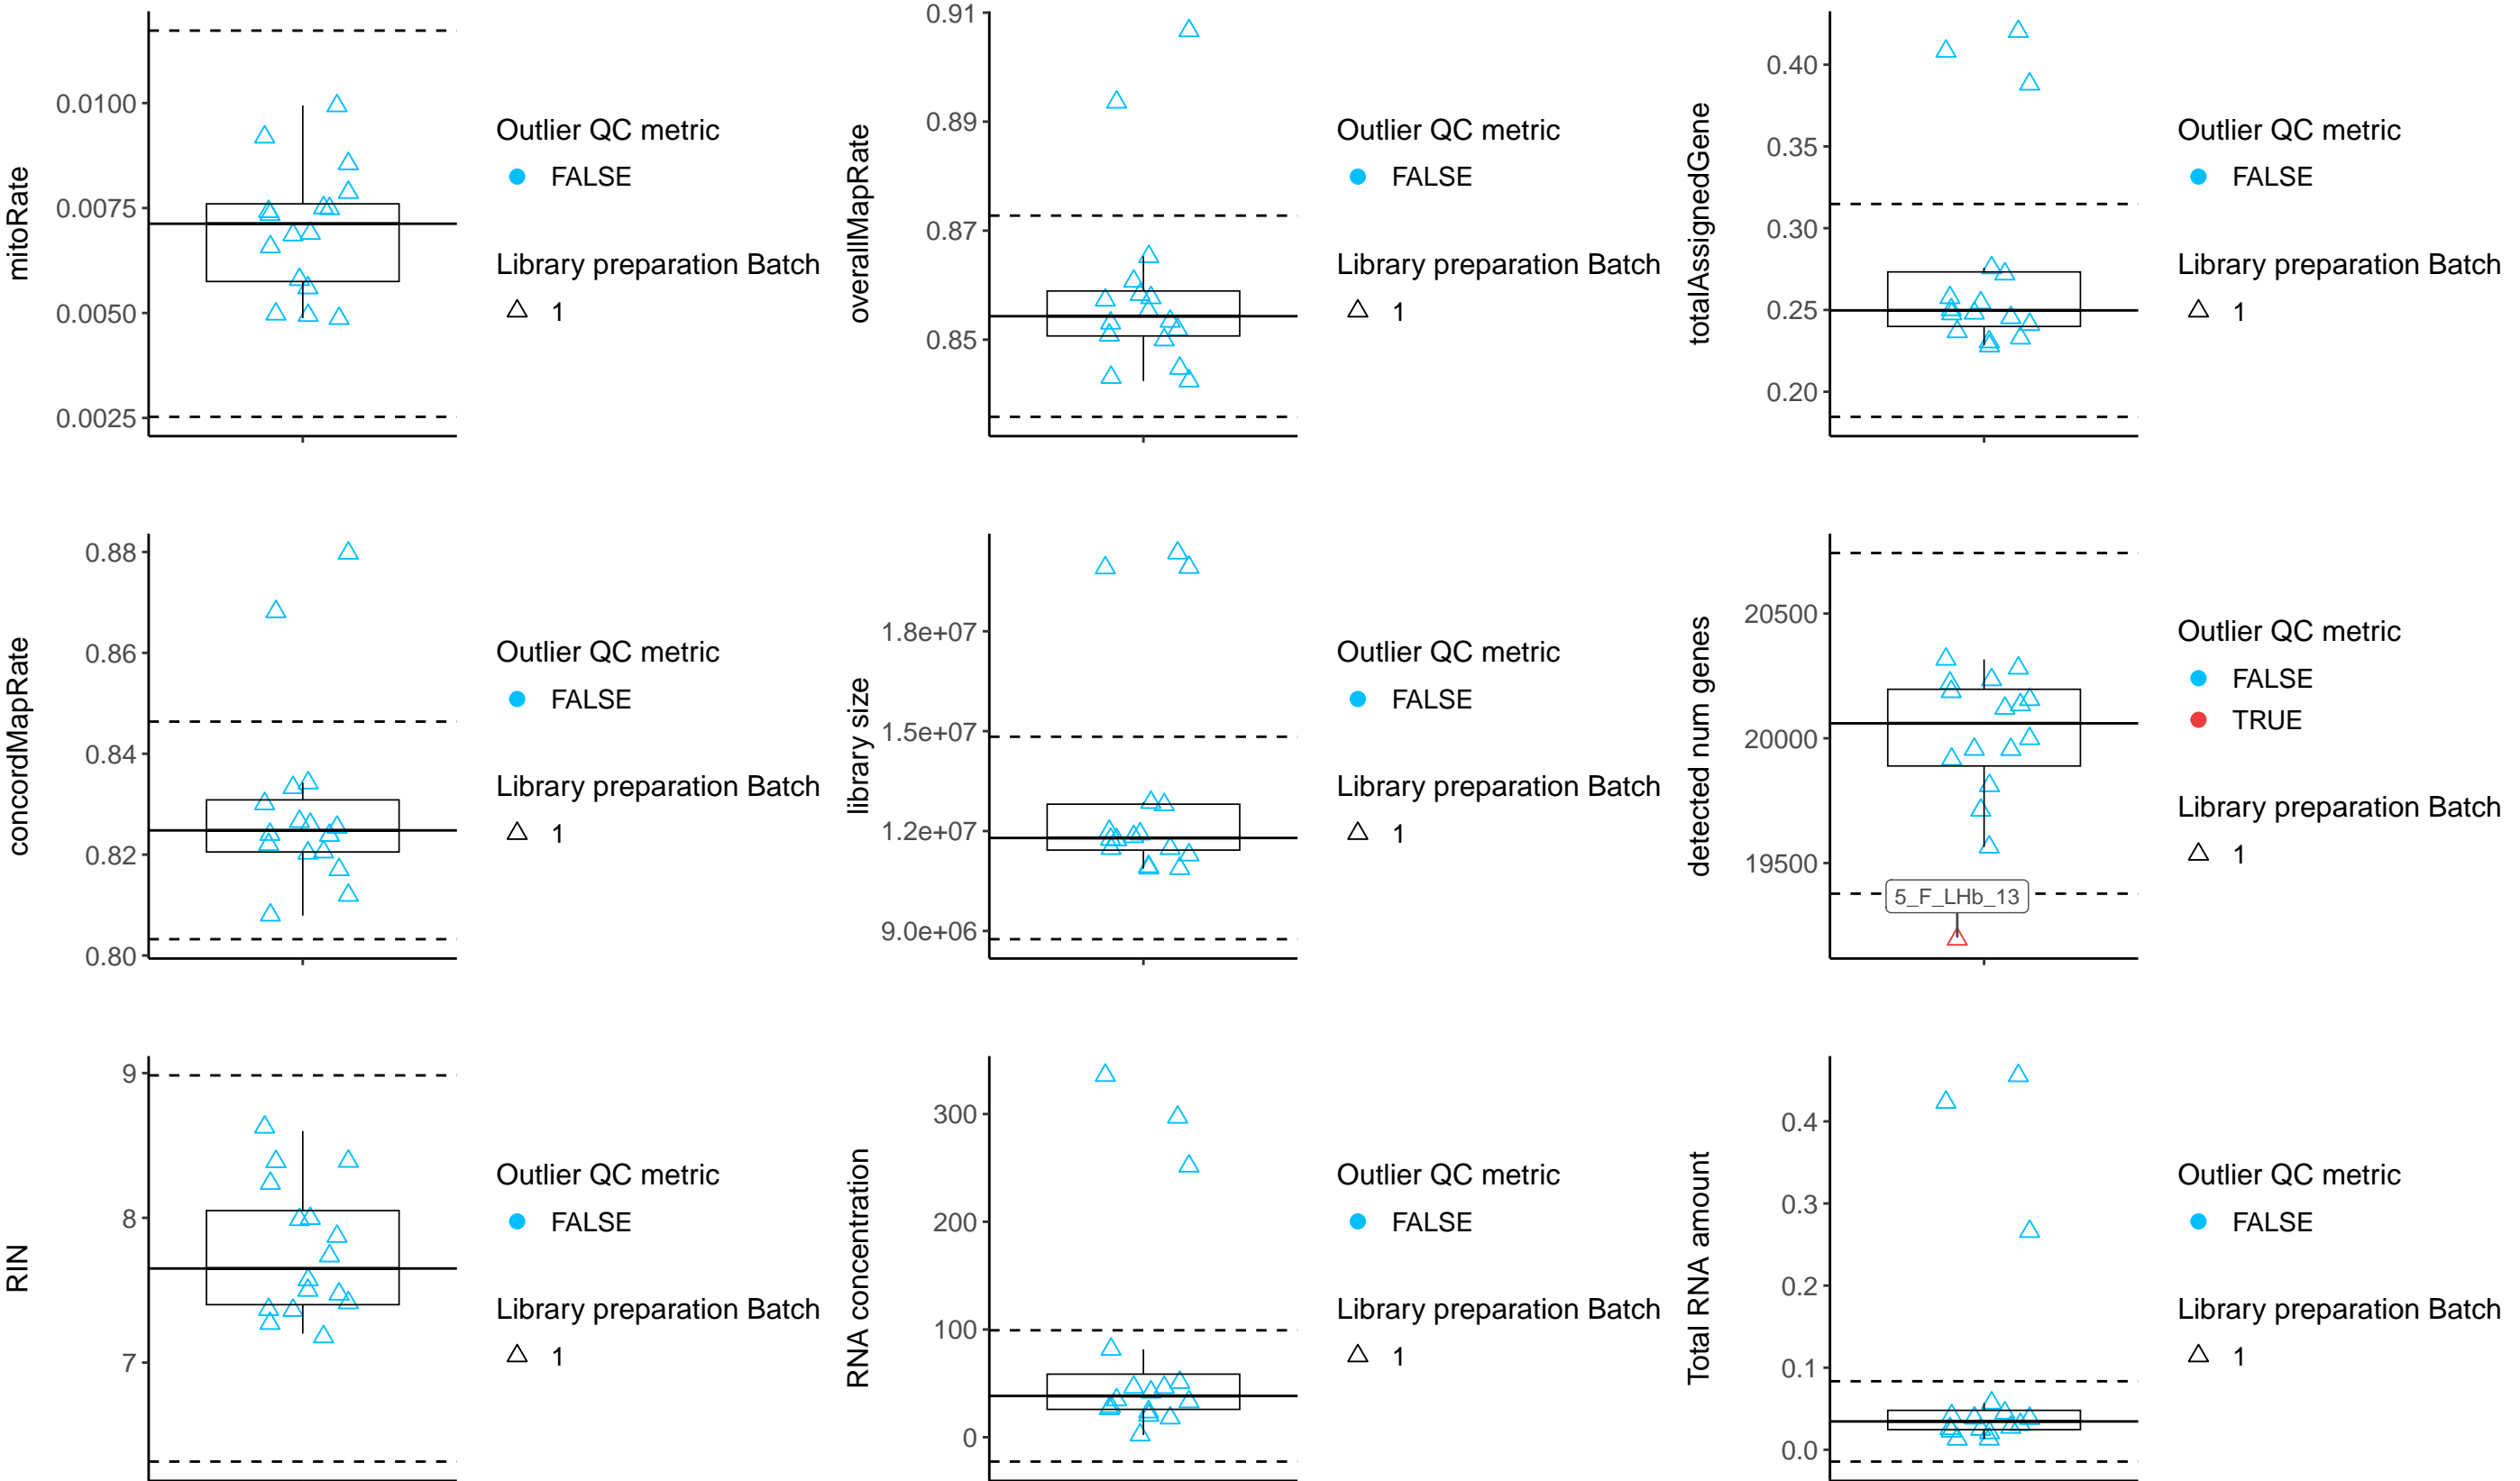 mitoRate
0.0100
0.0075
0.0050
0.0025
Outlier QC metric
FALSE
Library preparation Batch
1
overallMapRate
0.91
0.89
0.87
0.85
Outlier QC metric
FALSE
Library preparation Batch
1
totalAssignedGene
0.40
0.35
0.30
0.25
0.20
Outlier QC metric
FALSE
Library preparation Batch
1
concordMapRate
0.88
0.86
0.84
0.82
0.80
Outlier QC metric
FALSE
Library preparation Batch
1
library size
1.8e+07
1.5e+07
1.2e+07
9.0e+06
Outlier QC metric
FALSE
Library preparation Batch
1
detected num genes
20500
20000
19500
5_F_LHb_13
Outlier QC metric
FALSE
TRUE
Library preparation Batch
1
RIN
9
8
7
Outlier QC metric
FALSE
Library preparation Batch
1
RNA concentration
300
200
100
0
Outlier QC metric
FALSE
Library preparation Batch
1
Total RNA amount
0.4
0.3
0.2
0.1
0.0
Outlier QC metric
FALSE
Library preparation Batch
1